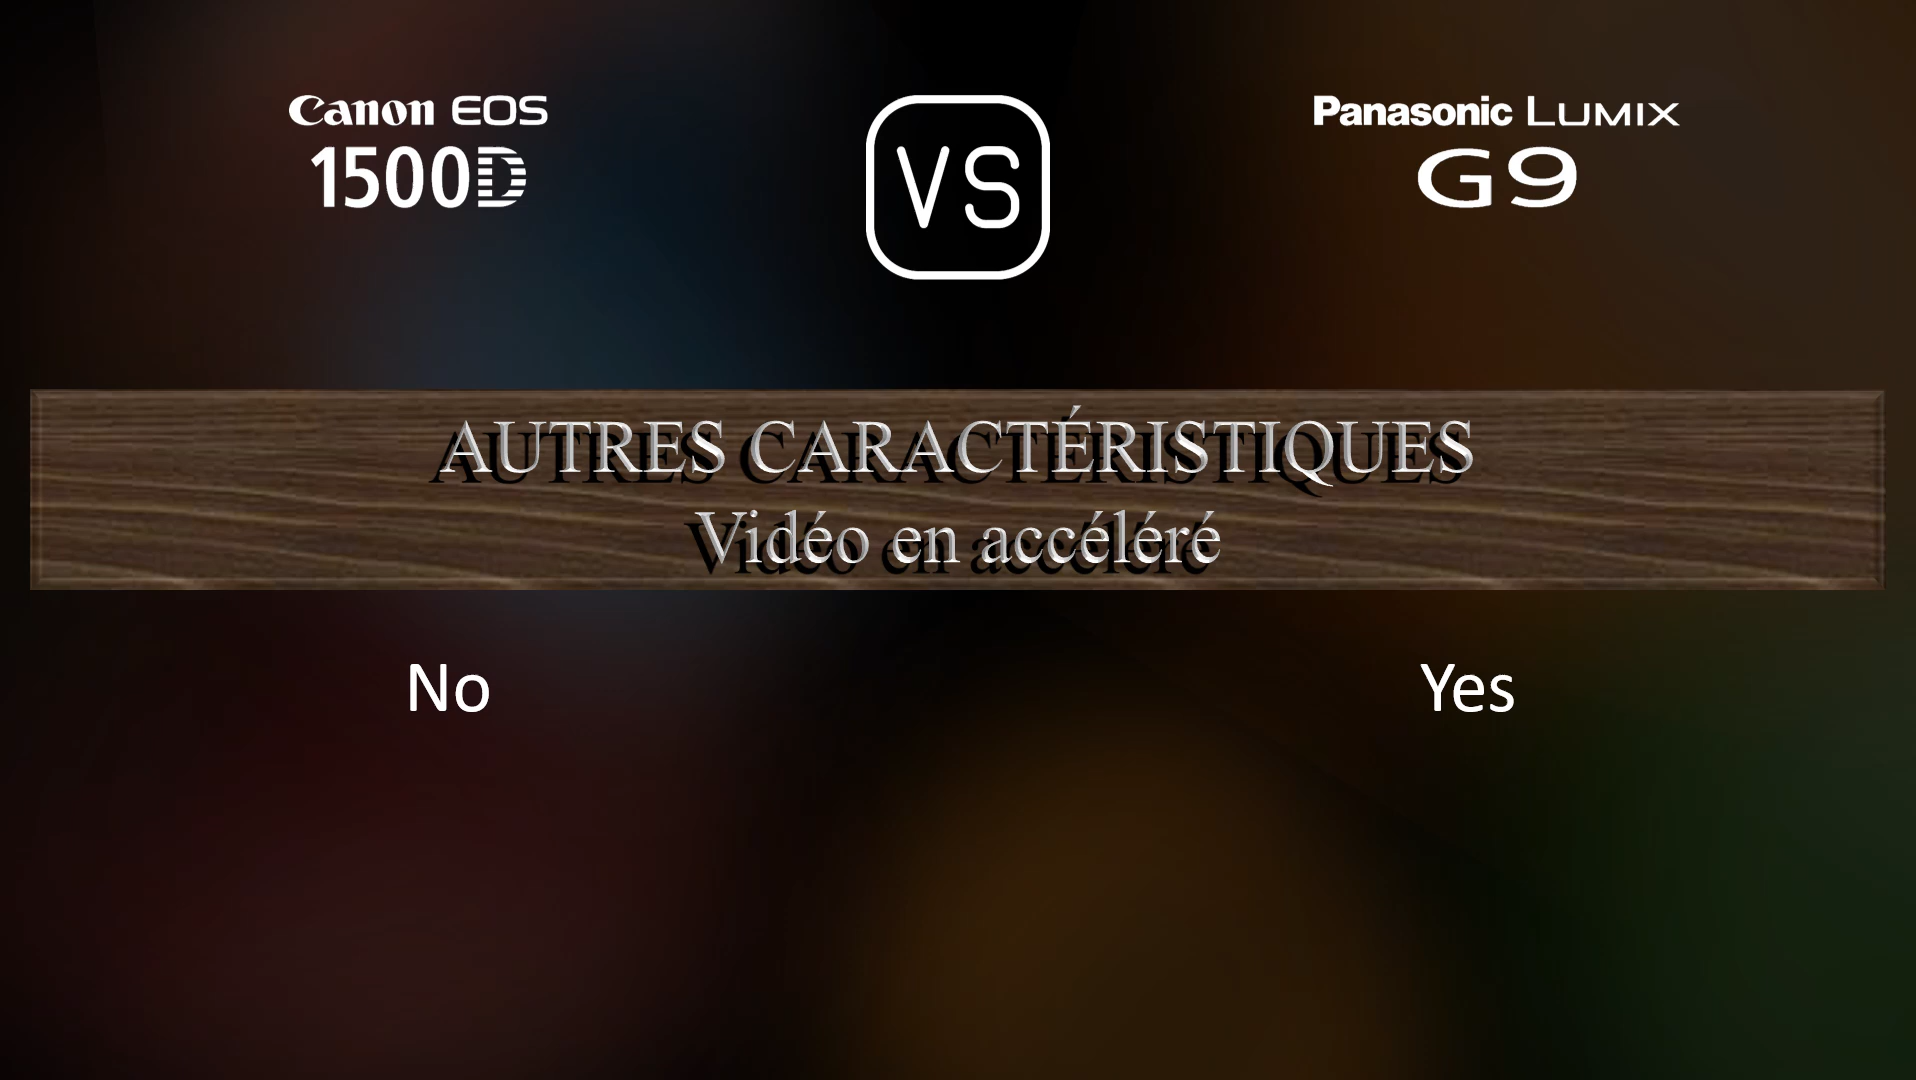 Canon EOS
1500D
VS
Panasonic LUMIX
G9
AUTRES CARACTÉRISTIQUES
Vidéo en accéléré
No
Yes